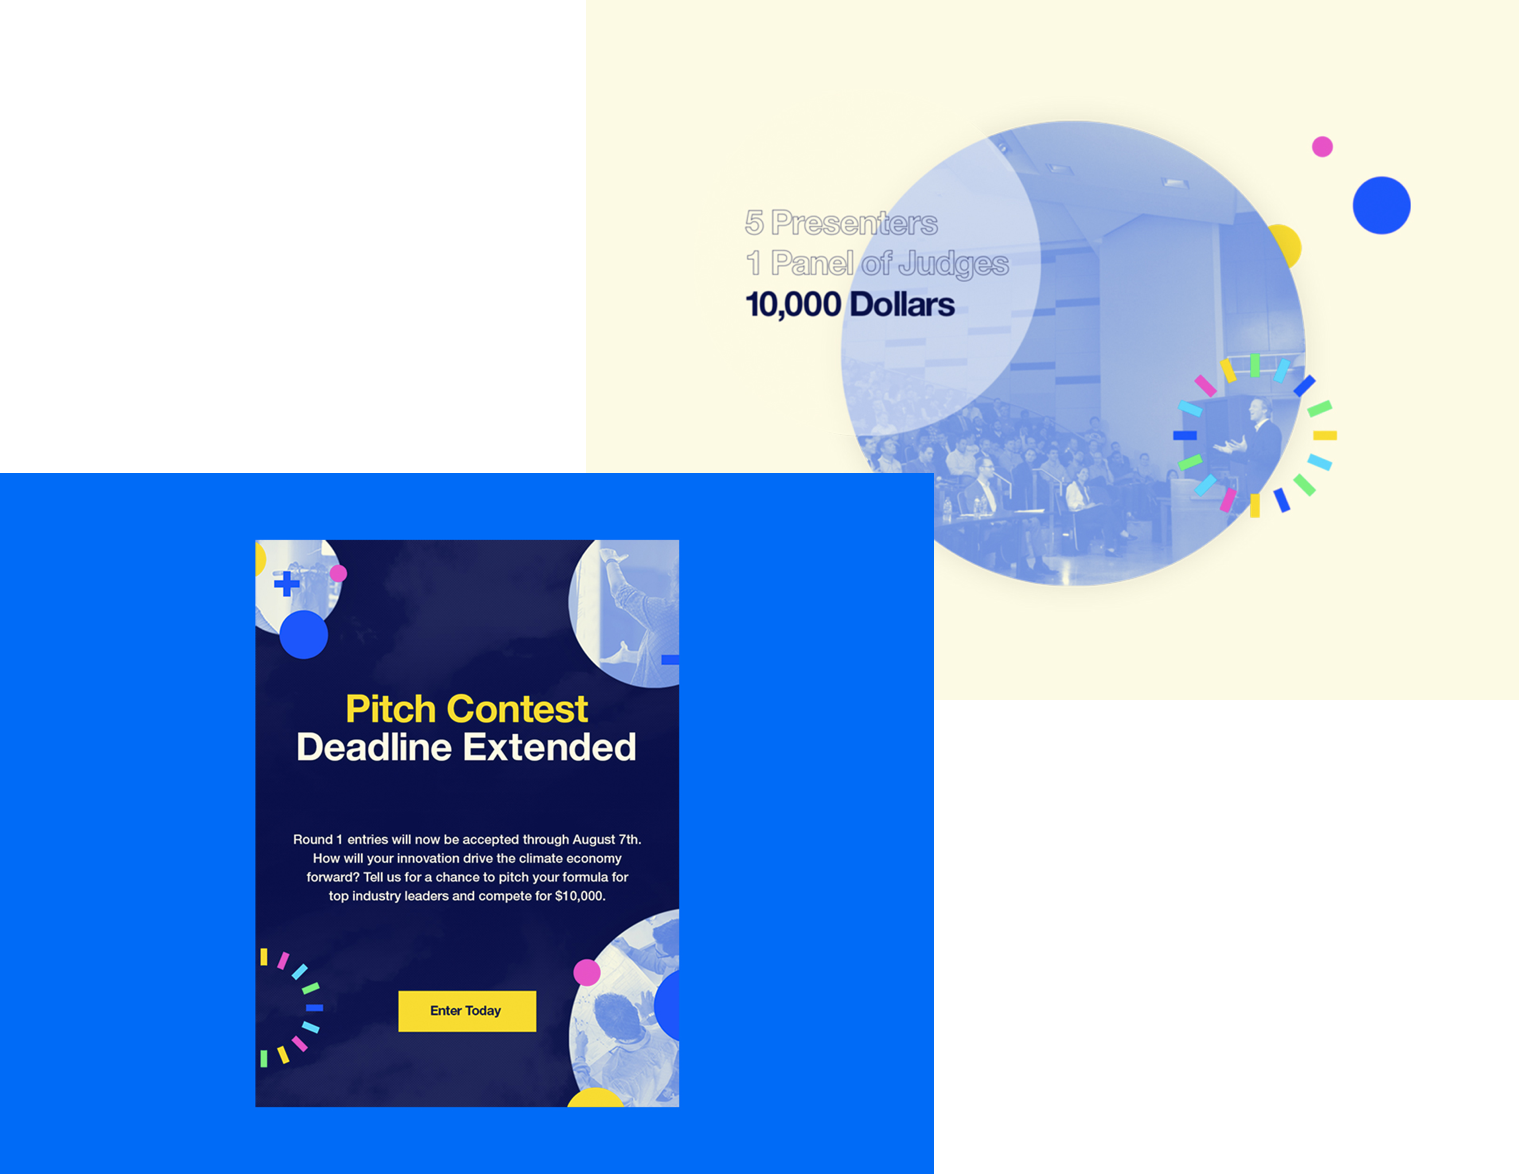 5 Presenters
1 Panel of Judges
10,000 Dollars
Pitch Contest
Deadline Extended
Round 1 entries will now be accepted through August 7th.
How will your innovation drive the climate economy
forward? Tell us for a chance to pitch your formula for
top industry leaders and compete for $10,000.
Enter Today